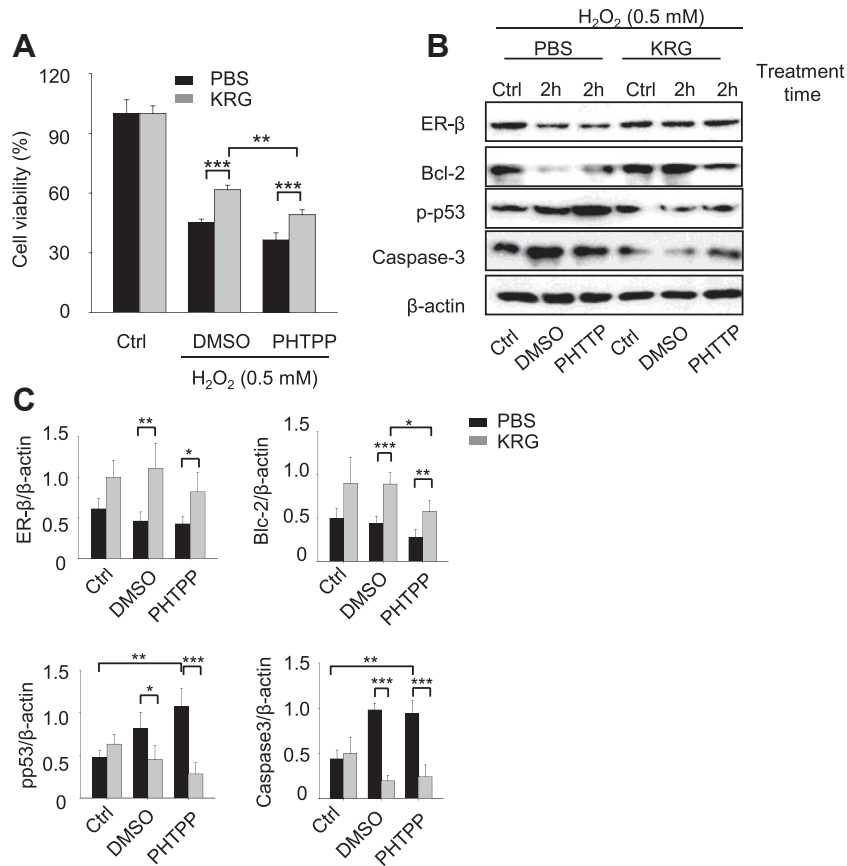 A
PBS
KRG
Cell viability (%)
120
90
60
30
0
**
***
***
Ctrl
DMSO
PHTPP
H₂O₂ (0.5 mM)
B
H₂O₂ (0.5 mM)
PBS
KRG
Treatment
time
Ctrl 2h 2h Ctrl 2h 2h
ER-β
Bcl-2
p-p53
Caspase-3
β-actin
Ctrl
DMSO
PHTTP
Ctrl
DMSO
PHTTP
C
PBS
KRG
ER-β/β-actin
1.5
1.0
0.5
0
**
*
Ctrl
DMSO
PHTPP
Blc-2/β-actin
1.5
1.0
0.5
0
*
***
**
Ctrl
DMSO
PHTPP
pp53/β-actin
1.5
1.0
0.5
0
**
***
*
Ctrl
DMSO
PHTPP
Caspase3/β-actin
1.5
1.0
0.5
0
**
***
***
Ctrl
DMSO
PHTPP